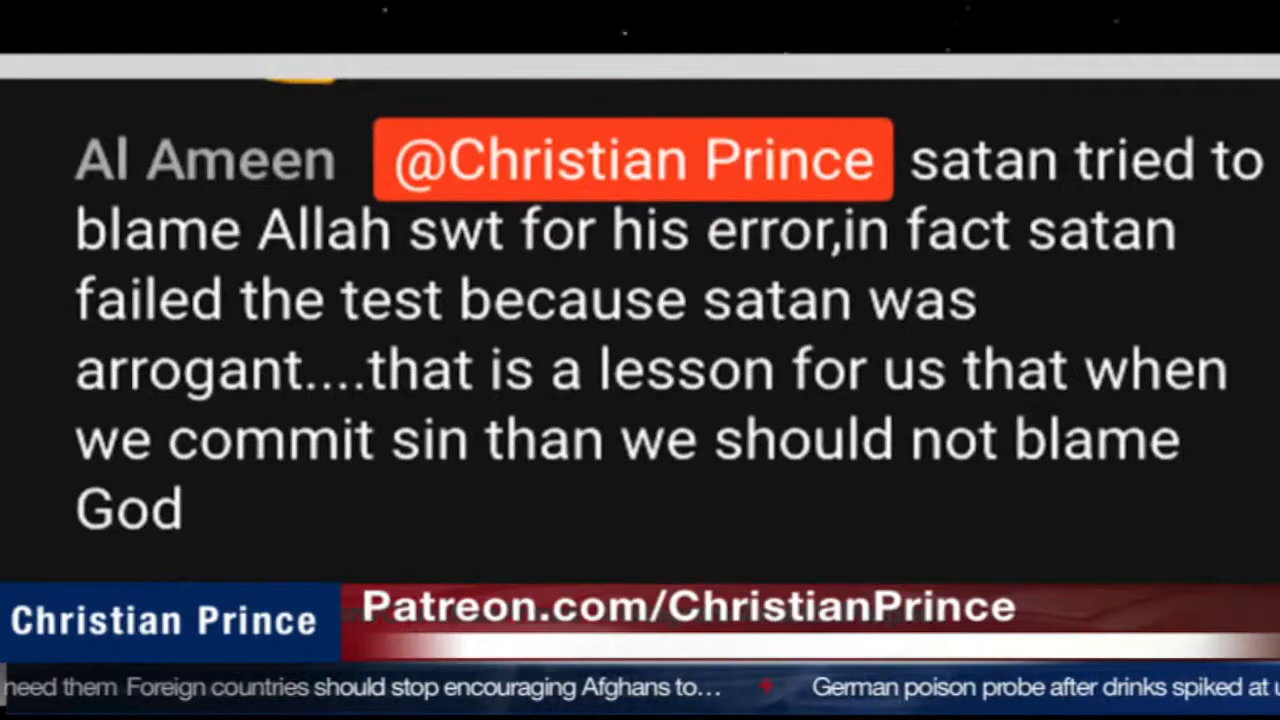 Al Ameen @Christian Prince satan tried to
blame Allah swt for his error,in fact satan
failed the test because satan was
arrogant....that is a lesson for us that when
we commit sin than we should not blame
God
Christian Prince
Patreon.com/ChristianPrince
need them Foreign countries should stop encouraging Afghans to... German poison probe after drinks spiked at